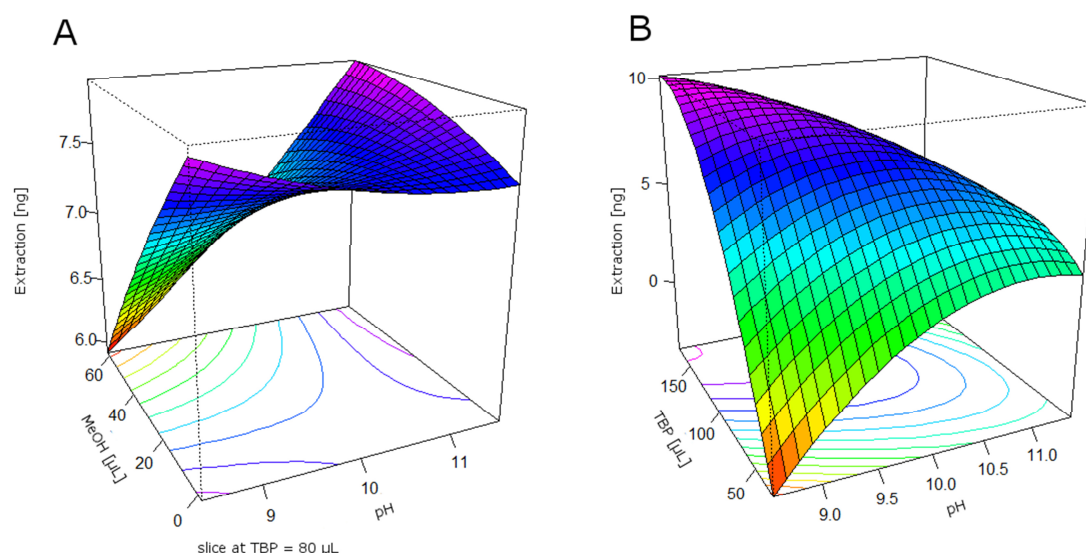 A
B
7.5
7.0
6.5
6.0
Extraction [ng]
60
40
20
0
MeOH [µL]
9
10
11
pH
slice at TBP = 80 µL
10
5
0
Extraction [ng]
150
100
50
TBP [µL]
9.0
9.5
10.0
10.5
11.0
pH